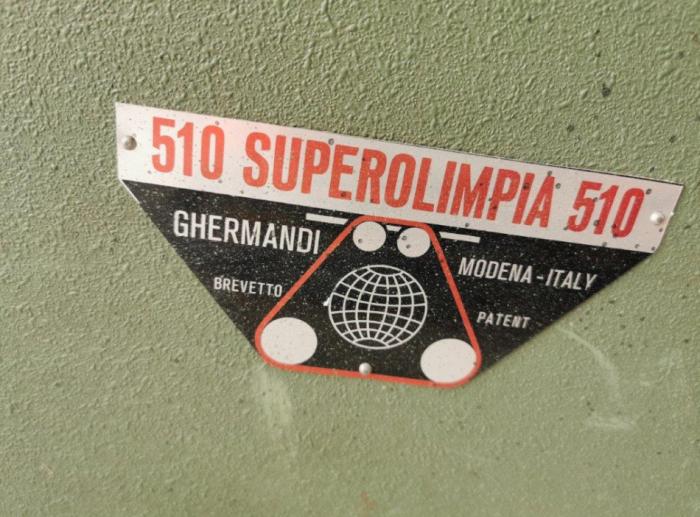 510 SUPEROLIMPIA 510
GHERMANDI
MODENA-ITALY
BREVETTO
PATENT